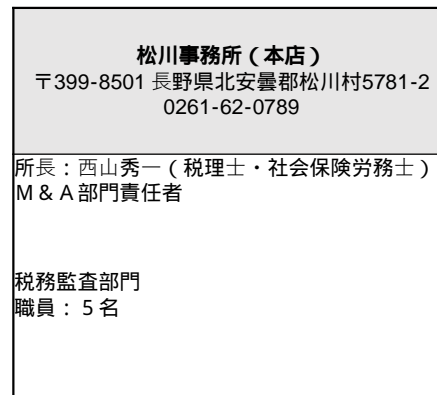 松川事務所（本店）
〒399-8501 長野県北安曇郡松川村5781-2
0261-62-0789
所長：西山秀一（税理士・社会保険労務士）
M & A部門責任者
税務監査部門
職員：５名